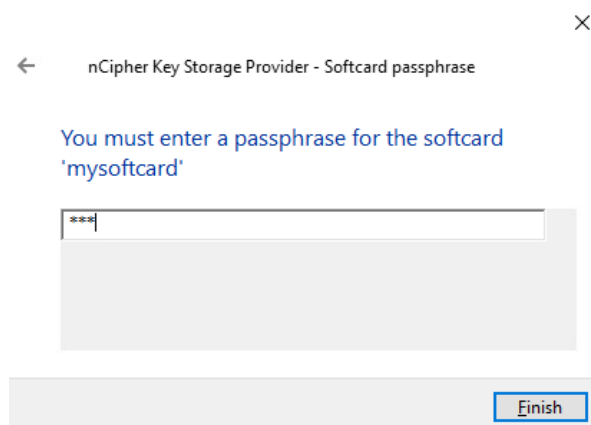 nCipher Key Storage Provider - Softcard passphrase
You must enter a passphrase for the softcard
'mysoftcard'
***
Finish